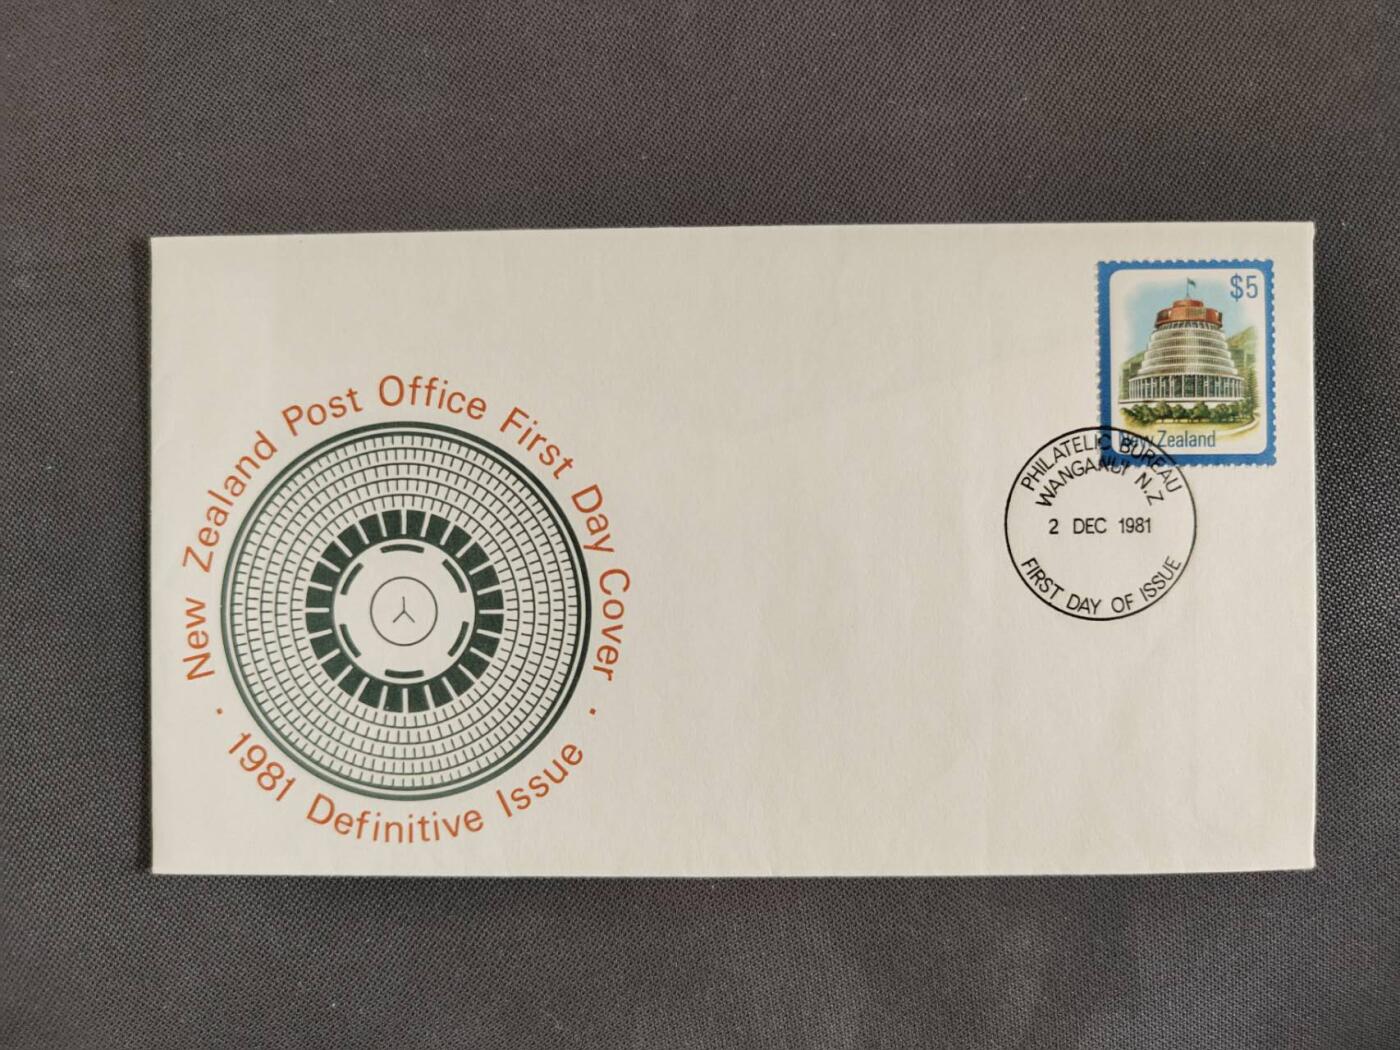 New Zealand Post Office First Day Cover
· 1981 Definitive Issue ·
$5
New Zealand
PHILATELIC BUREAU
WANGANUI N.Z
2 DEC 1981
FIRST DAY OF ISSUE